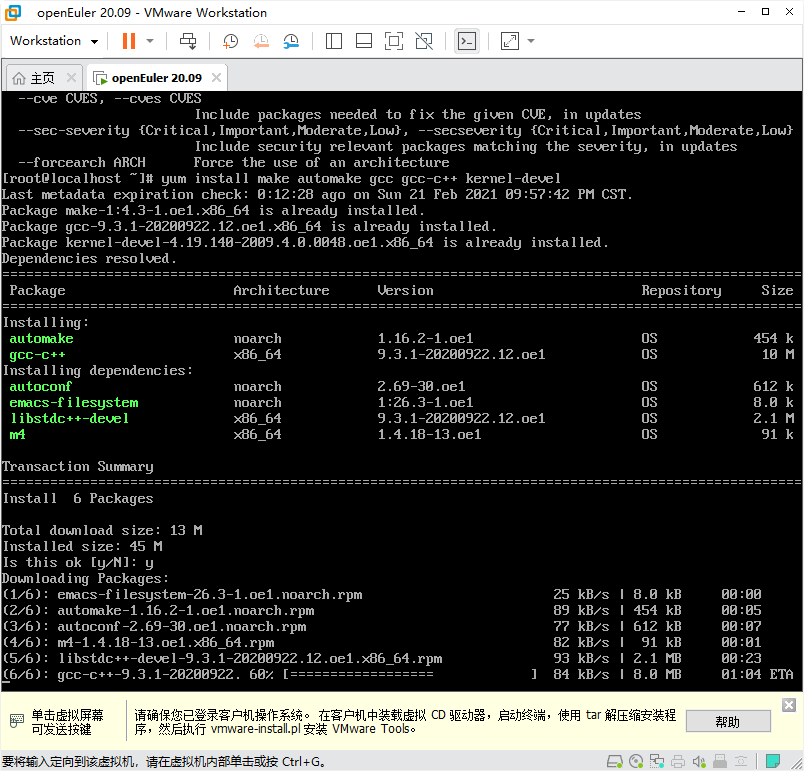 openEuler 20.09 - VMware Workstation
Workstation
主页
openEuler 20.09
--cve CVES, --cves CVES
Include packages needed to fix the given CVE, in updates
--sec-severity {Critical,Important,Moderate,Low}, --secseverity {Critical,Important,Moderate,Low}
Include security relevant packages matching the severity, in updates
--forcearch ARCH Force the use of an architecture
[root@localhost ~]# yum install make automake gcc gcc-c++ kernel-devel
Last metadata expiration check: 0:12:28 ago on Sun 21 Feb 2021 09:57:42 PM CST.
Package make-1:4.3-1.oe1.x86_64 is already installed.
Package gcc-9.3.1-20200922.12.oe1.x86_64 is already installed.
Package kernel-devel-4.19.140-2009.4.0.0048.oe1.x86_64 is already installed.
Dependencies resolved.
================================================================================
Package Architecture Version Repository Size
================================================================================
Installing:
automake noarch 1.16.2-1.oe1 OS 454 k
gcc-c++ x86_64 9.3.1-20200922.12.oe1 OS 10 M
Installing dependencies:
autoconf noarch 2.69-30.oe1 OS 612 k
emacs-filesystem noarch 1:26.3-1.oe1 OS 8.0 k
libstdc++-devel x86_64 9.3.1-20200922.12.oe1 OS 2.1 M
m4 x86_64 1.4.18-13.oe1 OS 91 k
Transaction Summary
================================================================================
Install 6 Packages
Total download size: 13 M
Installed size: 45 M
Is this ok [y/N]: y
Downloading Packages:
(1/6): emacs-filesystem-26.3-1.oe1.noarch.rpm 25 kB/s | 8.0 kB 00:00
(2/6): automake-1.16.2-1.oe1.noarch.rpm 89 kB/s | 454 kB 00:05
(3/6): autoconf-2.69-30.oe1.noarch.rpm 77 kB/s | 612 kB 00:07
(4/6): m4-1.4.18-13.oe1.x86_64.rpm 82 kB/s | 91 kB 00:01
(5/6): libstdc++-devel-9.3.1-20200922.12.oe1.x86_64.rpm 93 kB/s | 2.1 MB 00:23
(6/6): gcc-c++-9.3.1-20200922. 60% [================== ] 84 kB/s | 8.0 MB 01:04 ETA
单击虚拟屏幕
可发送按键
请确保您已登录客户机操作系统。在客户机中装载虚拟 CD 驱动器，启动终端，使用 tar 解压缩安装程
序，然后执行 vmware-install.pl 安装 VMware Tools。
帮助
要将输入定向到该虚拟机，请在虚拟机内部单击或按 Ctrl+G。